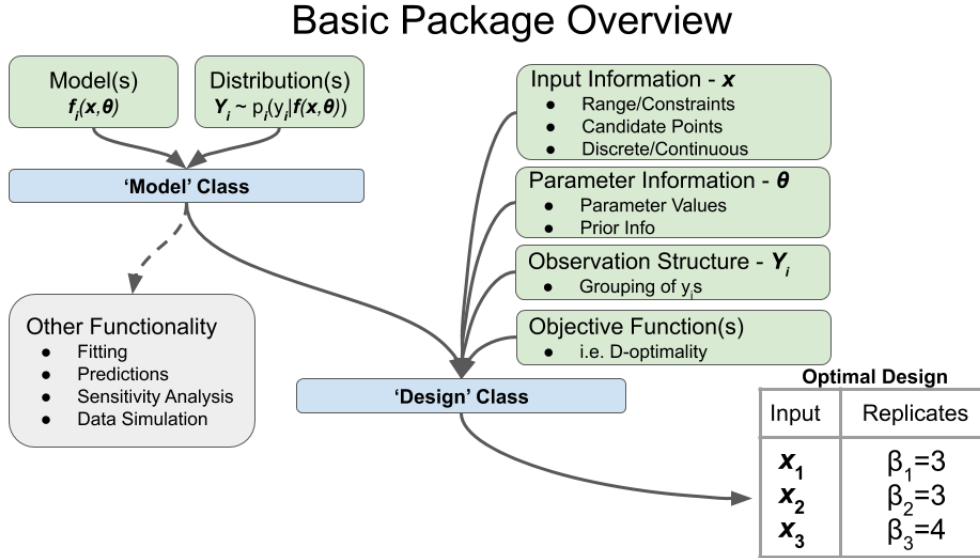 Basic Package Overview
Model(s)
fi(x,θ)
Distribution(s)
Yi ~ pi(yi|f(x,θ))
‘Model’ Class
Input Information - x
● Range/Constraints
● Candidate Points
● Discrete/Continuous
Parameter Information - θ
● Parameter Values
● Prior Info
Observation Structure - Yi
● Grouping of yis
Objective Function(s)
● i.e. D-optimality
Other Functionality
● Fitting
● Predictions
● Sensitivity Analysis
● Data Simulation
‘Design’ Class
Optimal Design
Input Replicates
x1 β1=3
x2 β2=3
x3 β3=4